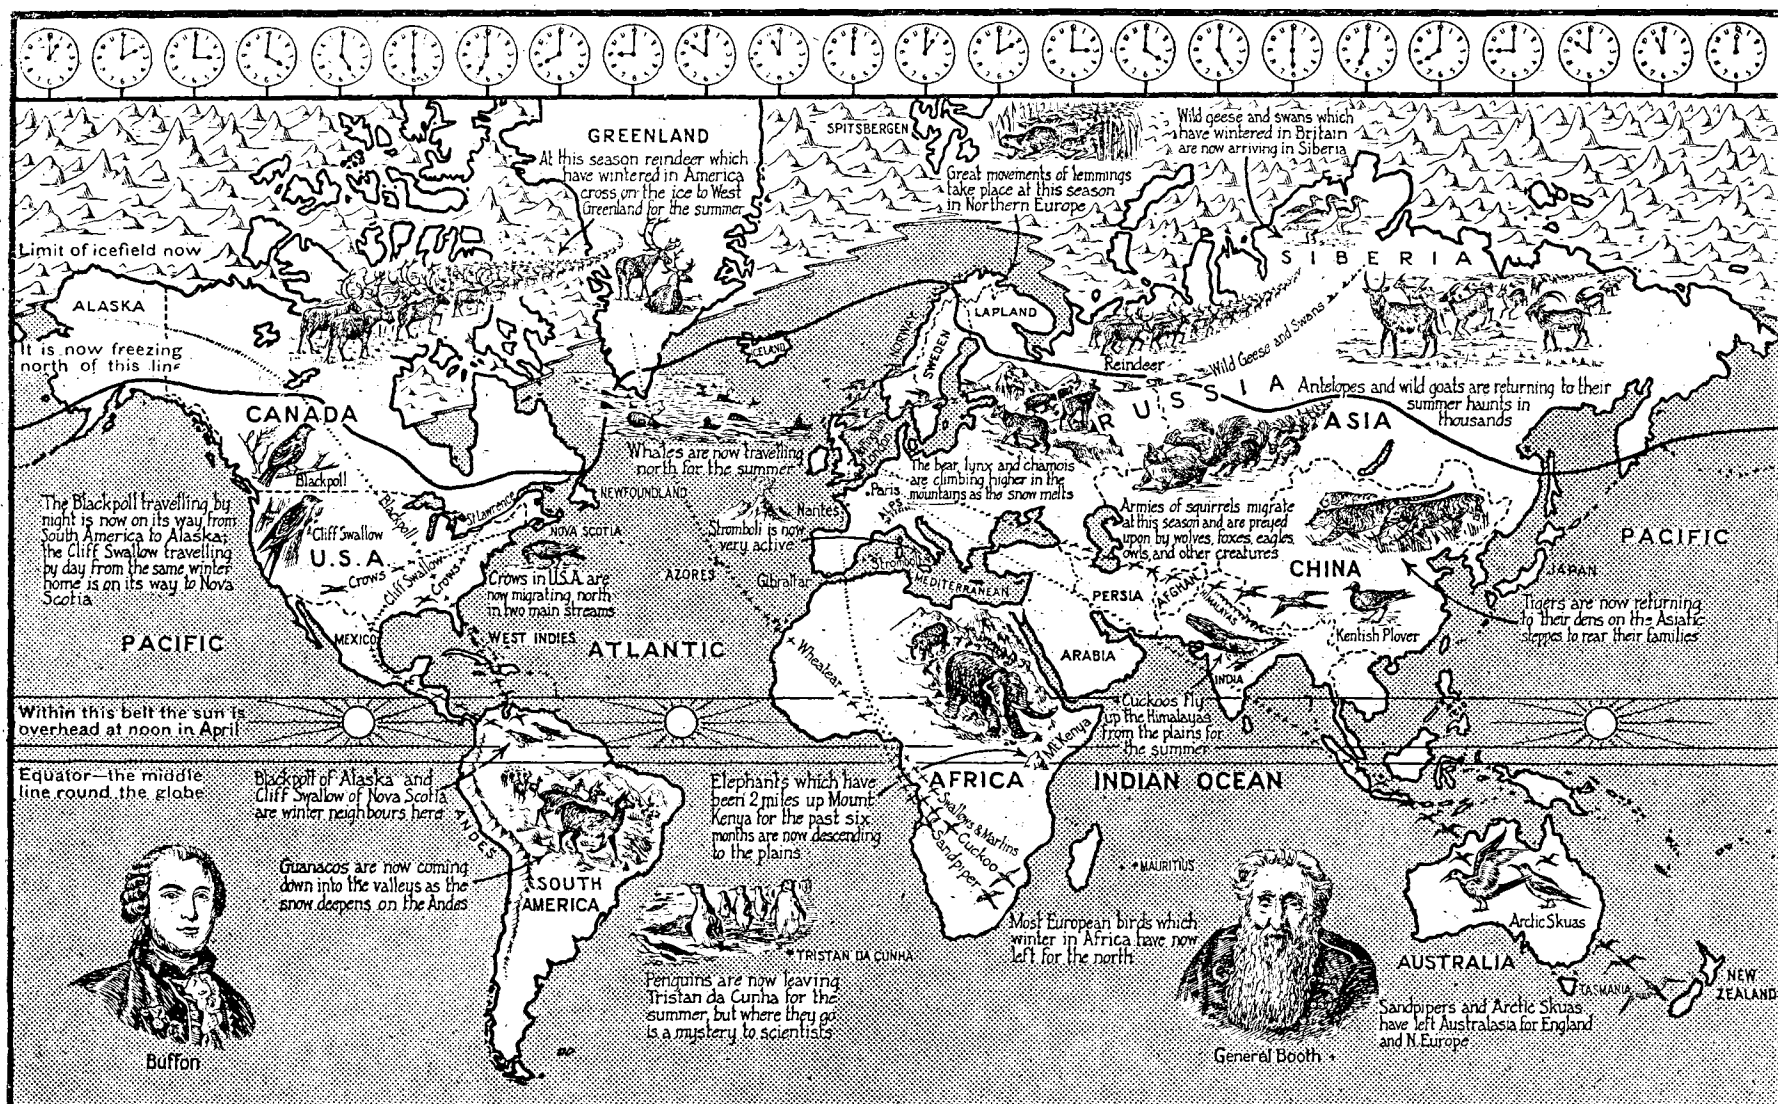 GREENLAND
At this season reindeer which
have wintered in America
cross on the ice to West
Greenland for the summer
SPITSBERGEN
Great movements of lemmings
take place at this season
in Northern Europe
Wild geese and swans which
have wintered in Britain
are now arriving in Siberia
Limit of icefield now
ALASKA
It is now freezing
north of this line
CANADA
ICELAND
NORWAY
SWEDEN
LAPLAND
SIBERIA
Reindeer
Wild Geese and Swans
RUSSIA
ASIA
Antelopes and wild goats are returning to their
summer haunts in
thousands
Blackpoll
Blackpoll
The Blackpoll travelling by
night is now on its way from
South America to Alaska;
the Cliff Swallow travelling
by day from the same winter
home is on its way to Nova
Scotia
Cliff Swallow
U.S.A.
Crows
Cliff Swallow
Crows
St Lawrence
NEWFOUNDLAND
NOVA SCOTIA
Crows in U.S.A. are
now migrating north
in two main streams
Whales are now travelling
north for the summer
Stromboli is now
very active
London
Paris
Nantes
ALPS
The bear, lynx and chamois
are climbing higher in the
mountains as the snow melts
Armies of squirrels migrate
at this season and are preyed
upon by wolves, foxes, eagles,
owls, and other creatures
AZORES
Gibraltar
Stromboli
MEDITERRANEAN
PERSIA
AFGHAN
HIMALAYAS
CHINA
Kentish Plover
JAPAN
PACIFIC
Tigers are now returning
to their dens on the Asiatic
steppes to rear their families
PACIFIC
MEXICO
WEST INDIES
ATLANTIC
Wheatear
ARABIA
INDIA
Within this belt the sun is
overhead at noon in April
Cuckoos fly
up the Himalayas
from the plains for
the summer
Mt. Kenya
Equator—the middle
line round the globe
Blackpoll of Alaska and
Cliff Swallow of Nova Scotia
are winter neighbours here
Elephants which have
been 2 miles up Mount
Kenya for the past six
months are now descending
to the plains
AFRICA
INDIAN OCEAN
Swallows & Martins
Cuckoo
Sandpiper
MAURITIUS
ANDES
Guanacos are now coming
down into the valleys as the
snow deepens on the Andes
SOUTH
AMERICA
TRISTAN DA CUNHA
Penguins are now leaving
Tristan da Cunha for the
summer, but where they go
is a mystery to scientists
Most European birds which
winter in Africa have now
left for the north
Arctic Skuas
AUSTRALIA
TASMANIA
NEW
ZEALAND
Sandpipers and Arctic Skuas
have left Australasia for England
and N. Europe
Buffon
General Booth